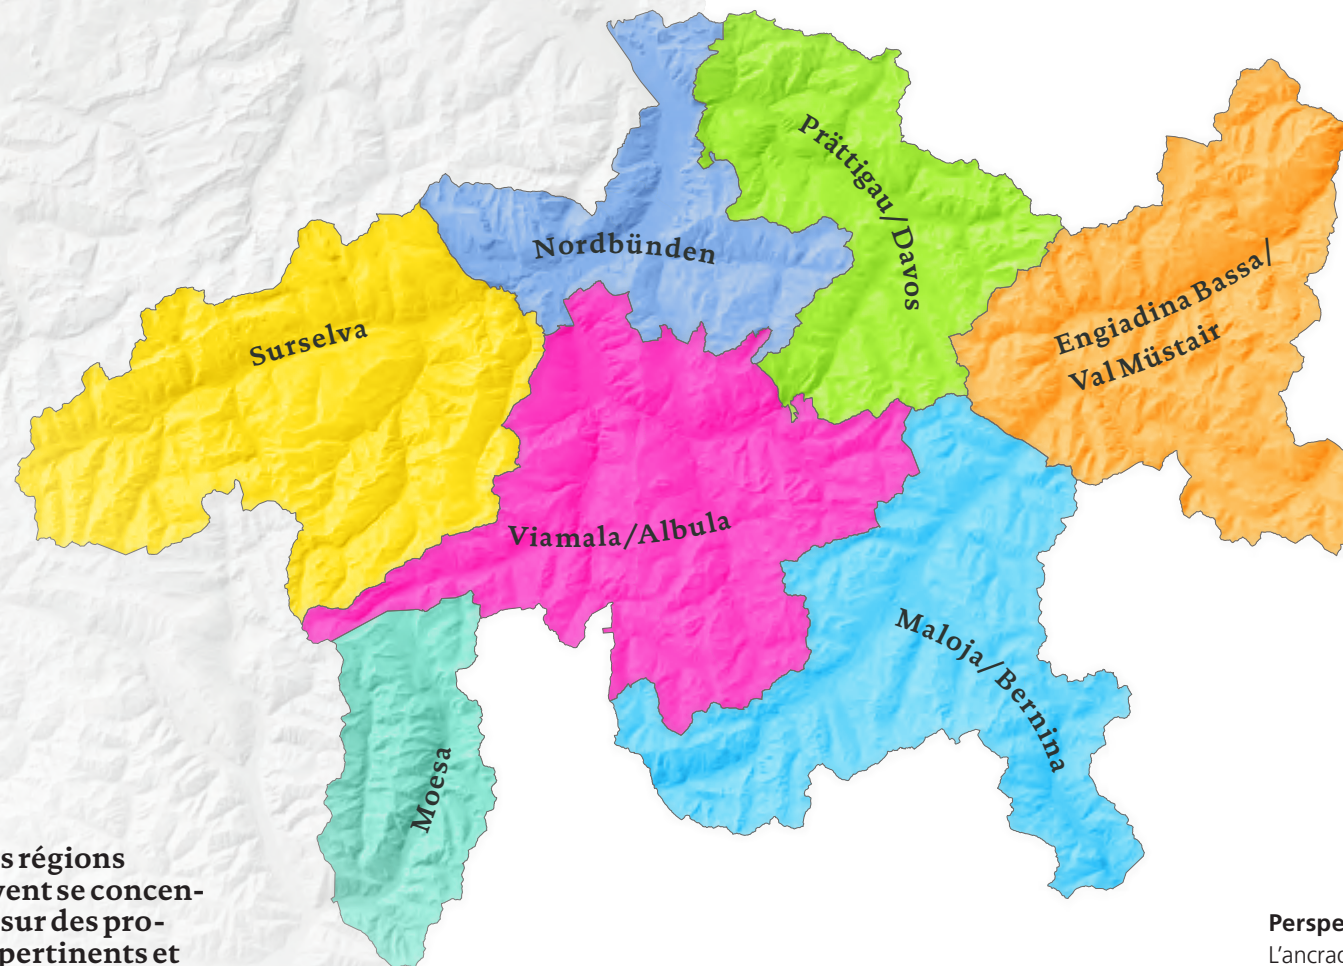 Prättigau/Davos
Nordbünden
Engiadina Bassa/
Val Müstair
Surselva
Viamala/Albula
Maloja/Bernina
Moesa
s régions
vent se concen-
sur des pro-
pertinents et
Perspe
L'ancrac